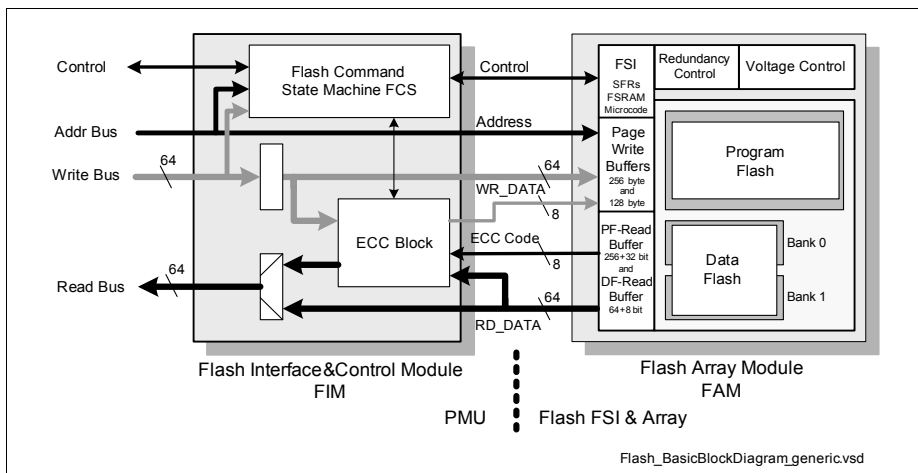 Control
Addr Bus
Write Bus
64
Read Bus
64
Flash Command
State Machine FCS
ECC Block
Control
Address
64
WR_DATA
8
ECC Code
8
64
RD_DATA
FSI
SFRs
FSRAM
Microcode
Redundancy
Control
Voltage Control
Page
Write
Buffers
256 byte
and
128 byte
PF-Read
Buffer
256+32 bit
and
DF-Read
Buffer
64+8 bit
Program
Flash
Data
Flash
Bank 0
Bank 1
Flash Interface&Control Module
FIM
Flash Array Module
FAM
PMU
Flash FSI & Array
Flash_BasicBlockDiagram_generic.vsd